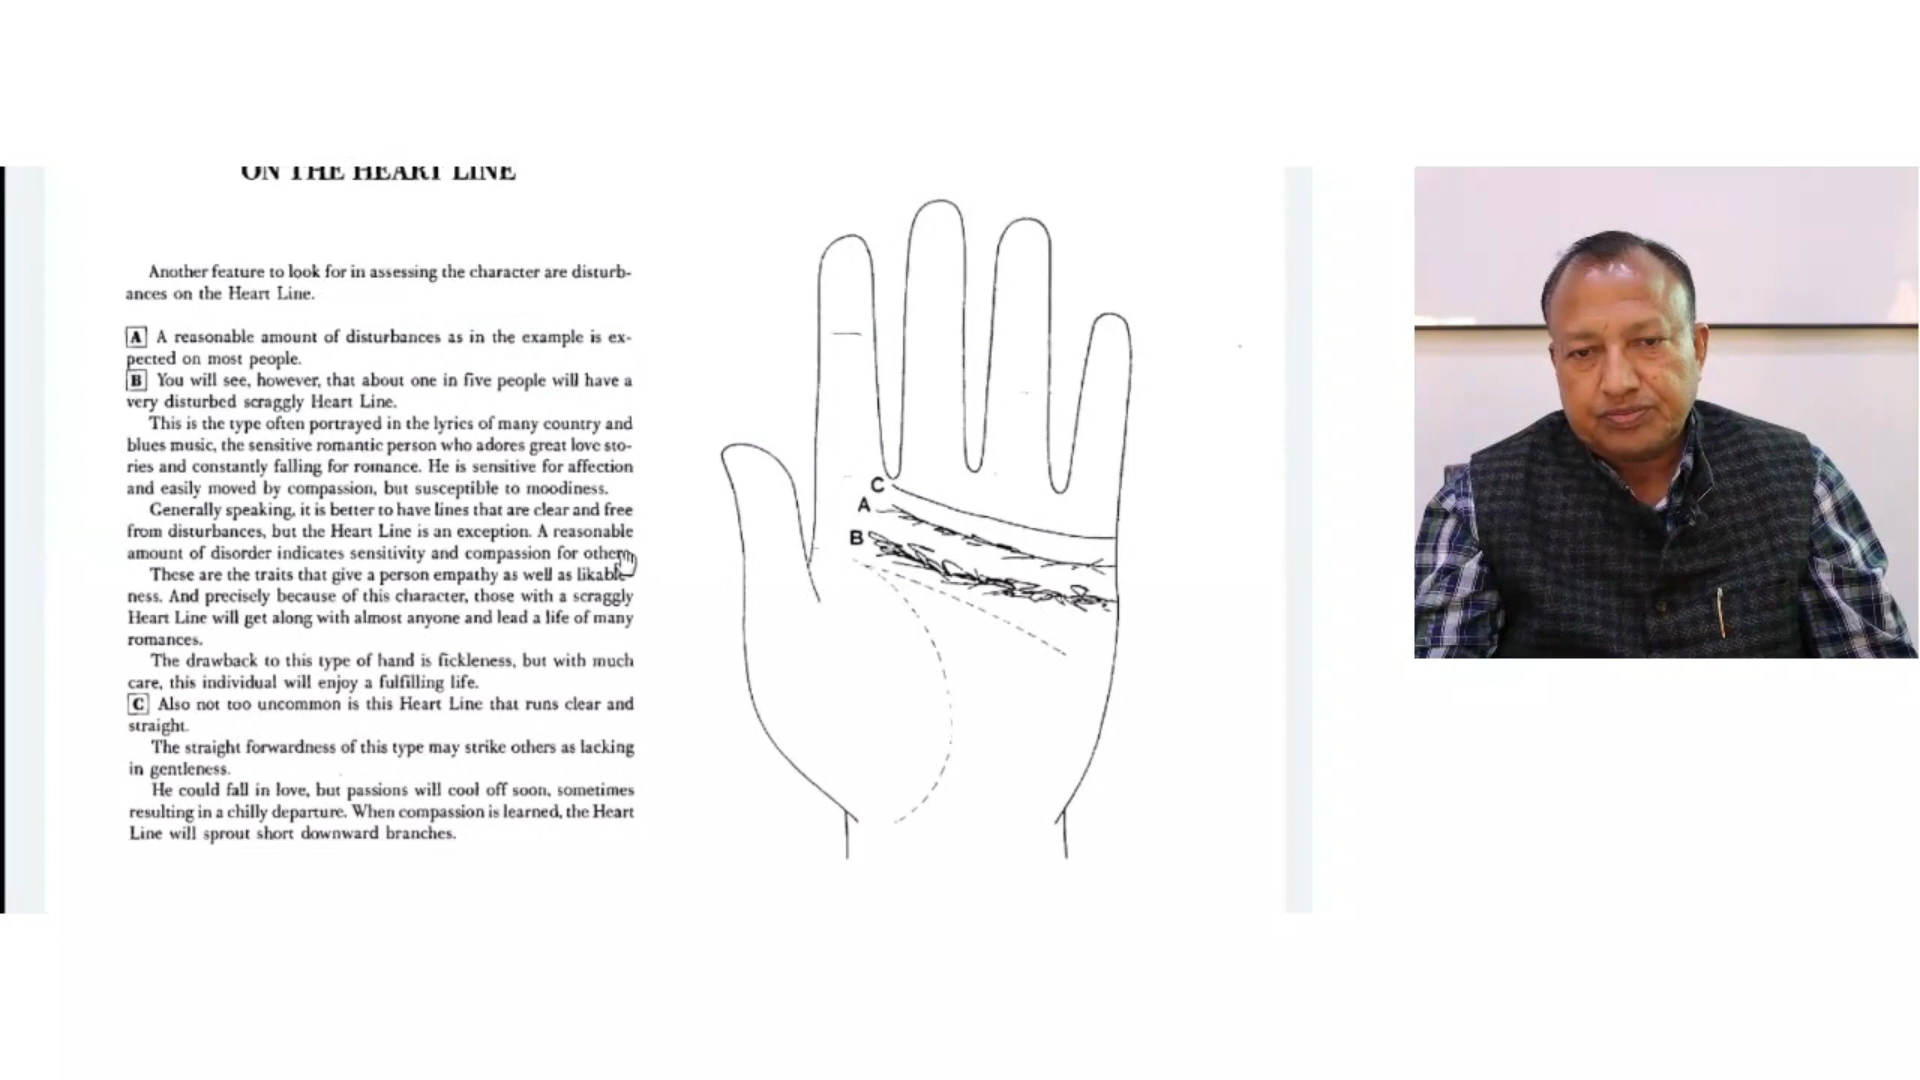 ON THE HEART LINE
Another feature to look for in assessing the character are disturb-
ances on the Heart Line.
A A reasonable amount of disturbances as in the example is ex-
pected on most people.
B You will see, however, that about one in five people will have a
very disturbed scraggly Heart Line.
This is the type often portrayed in the lyrics of many country and
blues music, the sensitive romantic person who adores great love sto-
ries and constantly falling for romance. He is sensitive for affection
and easily moved by compassion, but susceptible to moodiness.
Generally speaking, it is better to have lines that are clear and free
from disturbances, but the Heart Line is an exception. A reasonable
amount of disorder indicates sensitivity and compassion for
These are the traits that give a person empathy as well as likable-
ness. And precisely because of this character, those with a scraggly
Heart Line will get along with almost anyone and lead a life of many
romances.
The drawback to this type of hand is fickleness, but with much
care, this individual will enjoy a fulfilling life.
C Also not too uncommon is this Heart Line that runs clear and
straight.
The straight forwardness of this type may strike others as lacking
in gentleness.
He could fall in love, but passions will cool off soon, sometimes
resulting in a chilly departure. When compassion is learned, the Heart
Line will sprout short downward branches.
C
A
B